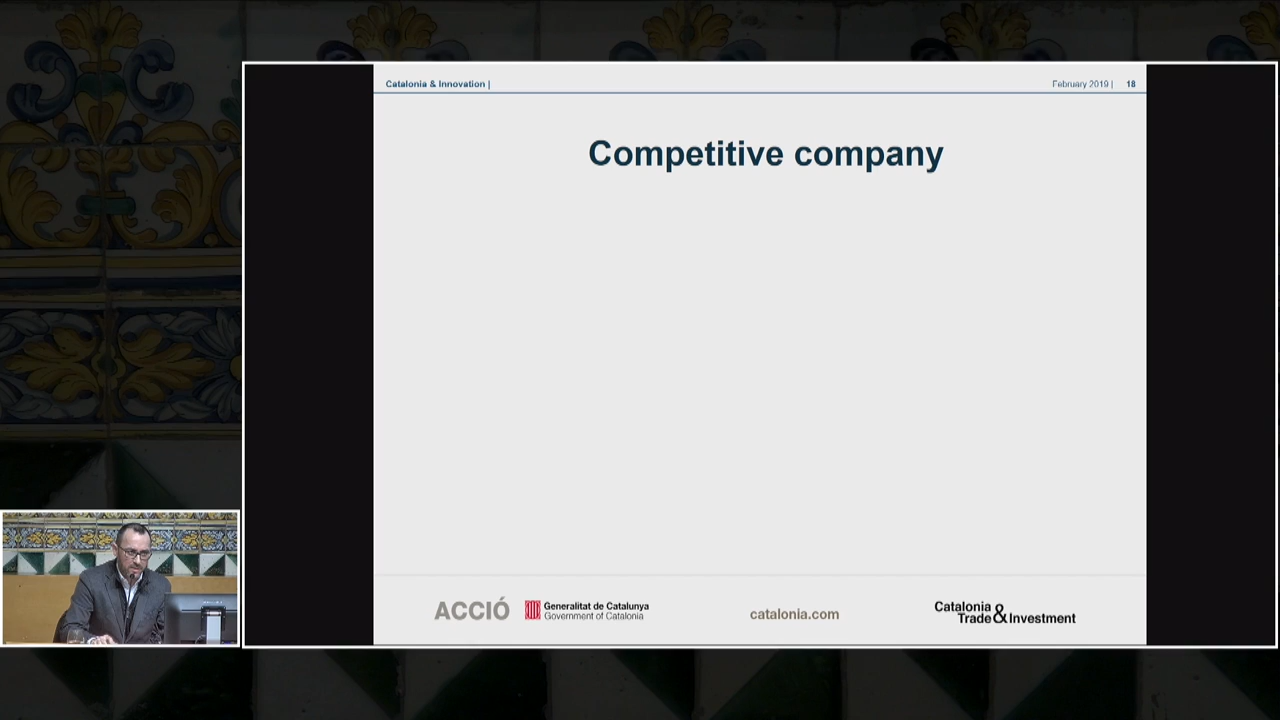 Catalonia & Innovation |
February 2019 | 18
Competitive company
ACCIÓ
Generalitat de Catalunya
Government of Catalonia
catalonia.com
Catalonia
Trade & Investment